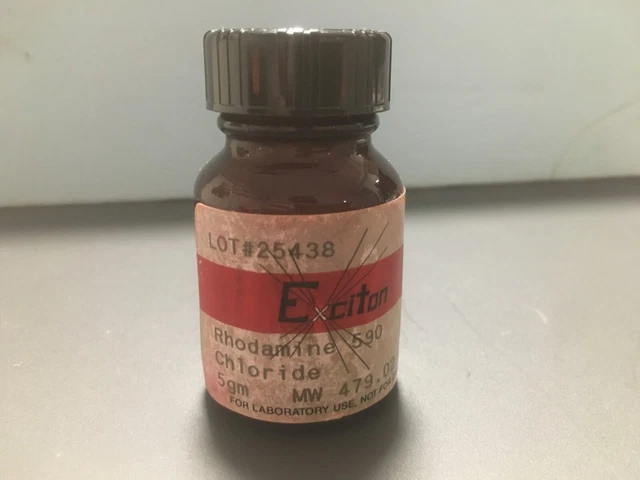 LOT#25438
Exciton
Rhodamine 590
Chloride
5gm MW 479.02
FOR LABORATORY USE, NOT FOR